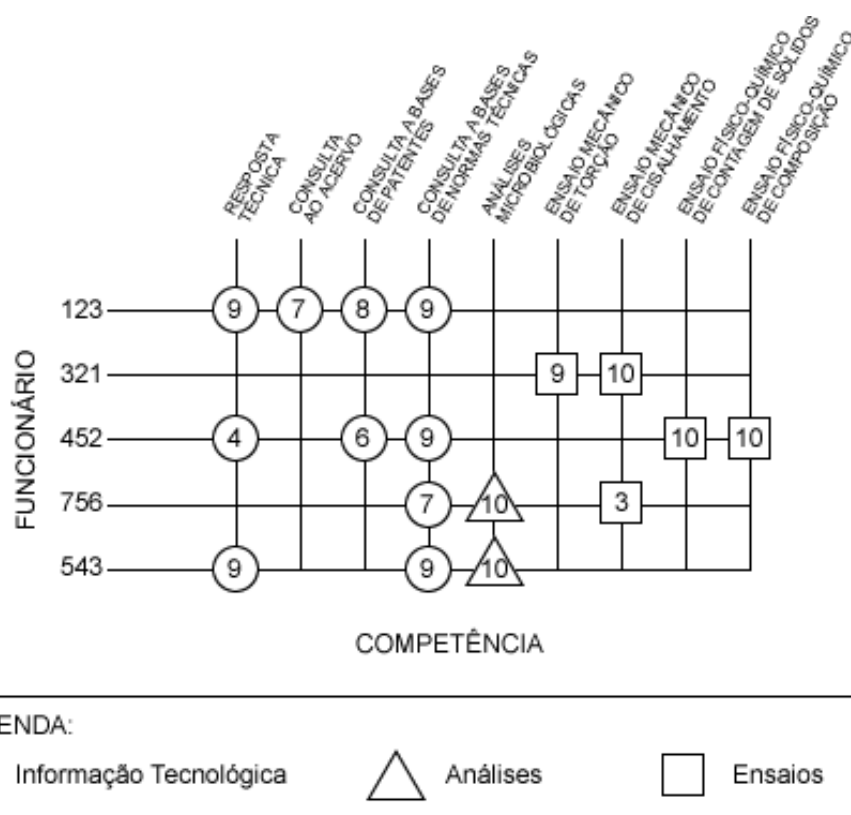 RESPOSTA
TÉCNICA
CONSULTA
AO ACERVO
CONSULTA A BASES
DE PATENTES
CONSULTA A BASES
DE NORMAS TÉCNICAS
ANÁLISES
MICROBIOLÓGICAS
ENSAIO MECÂNICO
DE TORÇÃO
ENSAIO MECÂNICO
DE CISALHAMENTO
ENSAIO FÍSICO-QUÍMICO
DE CONTAGEM DE SÓLIDOS
ENSAIO FÍSICO-QUÍMICO
DE COMPOSIÇÃO
FUNCIONÁRIO
123 9 7 8 9
321 9 10
452 4 6 9 10 10
756 7 10 3
543 9 9 10
COMPETÊNCIA
ENDA:
Informação Tecnológica Análises Ensaios